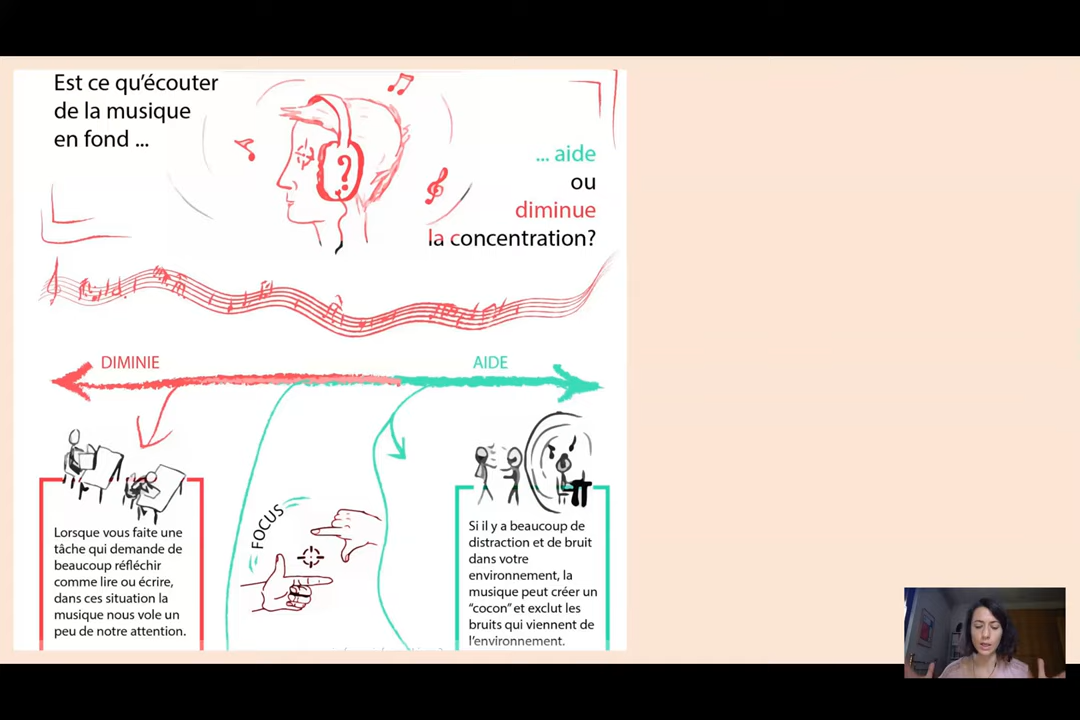 Est ce qu'écouter
de la musique
en fond ...
... aide
ou
diminue
la concentration?
DIMINIE
AIDE
Lorsque vous faite une
tâche qui demande de
beaucoup réfléchir
comme lire ou écrire,
dans ces situation la
musique nous vole un
peu de notre attention.
FOCUS
Si il y a beaucoup de
distraction et de bruit
dans votre
environnement, la
musique peut créer un
"cocon" et exclut les
bruits qui viennent de
l'environnement.